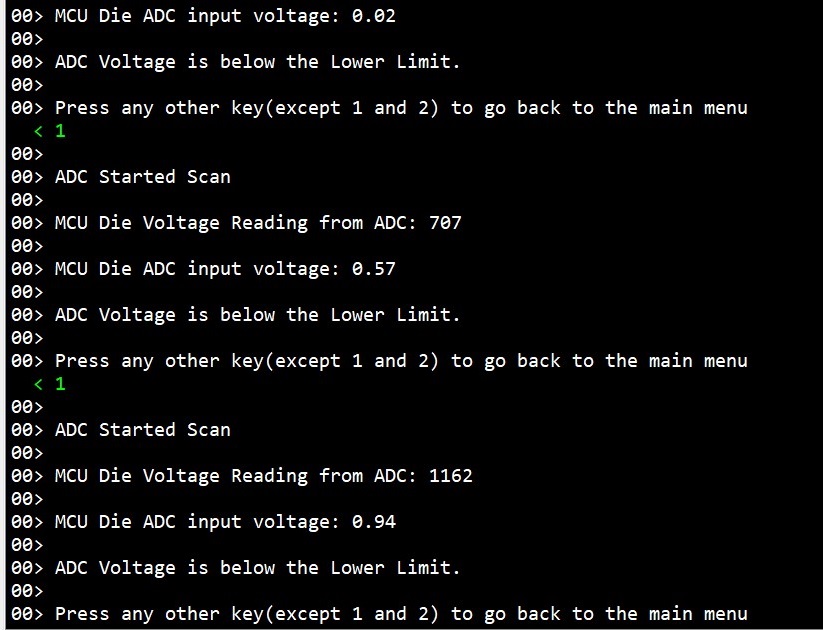 00> MCU Die ADC input voltage: 0.02
00>
00> ADC Voltage is below the Lower Limit.
00>
00> Press any other key(except 1 and 2) to go back to the main menu
< 1
00>
00> ADC Started Scan
00>
00> MCU Die Voltage Reading from ADC: 707
00>
00> MCU Die ADC input voltage: 0.57
00>
00> ADC Voltage is below the Lower Limit.
00>
00> Press any other key(except 1 and 2) to go back to the main menu
< 1
00>
00> ADC Started Scan
00>
00> MCU Die Voltage Reading from ADC: 1162
00>
00> MCU Die ADC input voltage: 0.94
00>
00> ADC Voltage is below the Lower Limit.
00>
00> Press any other key(except 1 and 2) to go back to the main menu